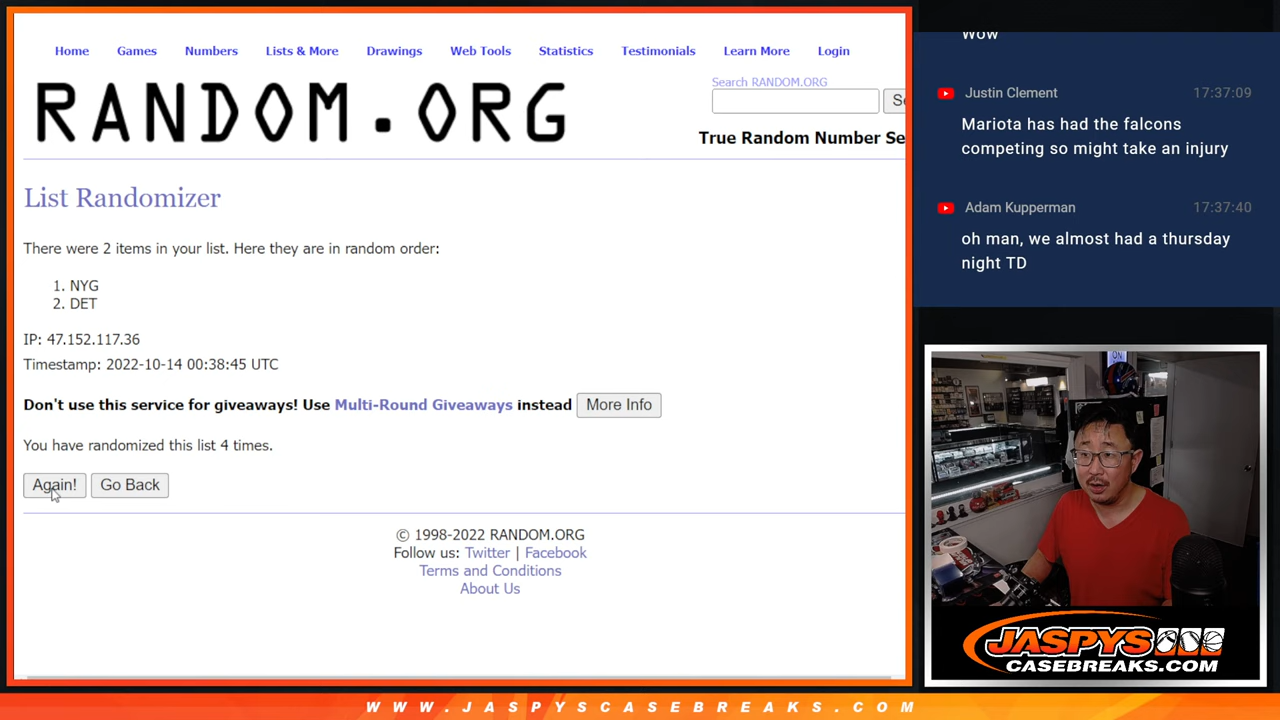 Home Games Numbers Lists & More Drawings Web Tools Statistics Testimonials Learn More Login
Search RANDOM.ORG
RANDOM.ORG
True Random Number Se
List Randomizer
There were 2 items in your list. Here they are in random order:
1. NYG
2. DET
IP: 47.152.117.36
Timestamp: 2022-10-14 00:38:45 UTC
Don't use this service for giveaways! Use Multi-Round Giveaways instead More Info
You have randomized this list 4 times.
Again! Go Back
© 1998-2022 RANDOM.ORG
Follow us: Twitter | Facebook
Terms and Conditions
About Us
Wow
Justin Clement 17:37:09
Mariota has had the falcons
competing so might take an injury
Adam Kupperman 17:37:40
oh man, we almost had a thursday
night TD
ON
JASPYS
CASEBREAKS.COM
WWW.JASPYSCASEBREAKS.COM